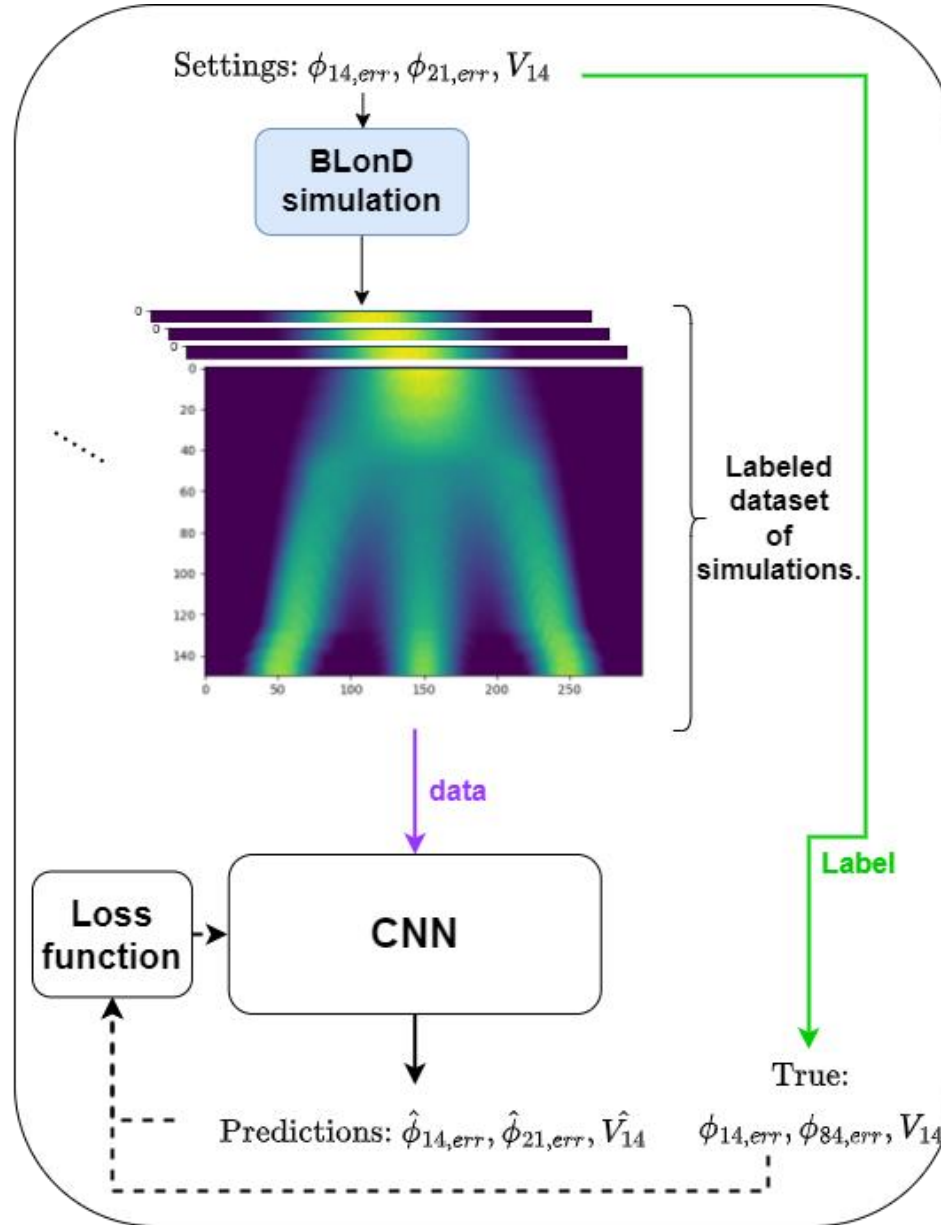 Settings: ϕ14,err, ϕ21,err, V14
BLonD
simulation
0
0
0
0
20
40
60
80
100
120
140
0 50 100 150 200 250
Labeled
dataset
of
simulations.
data
Label
Loss
function
CNN
True:
Predictions: ϕ̂14,err, ϕ̂21,err, V̂14
ϕ14,err, ϕ84,err, V14